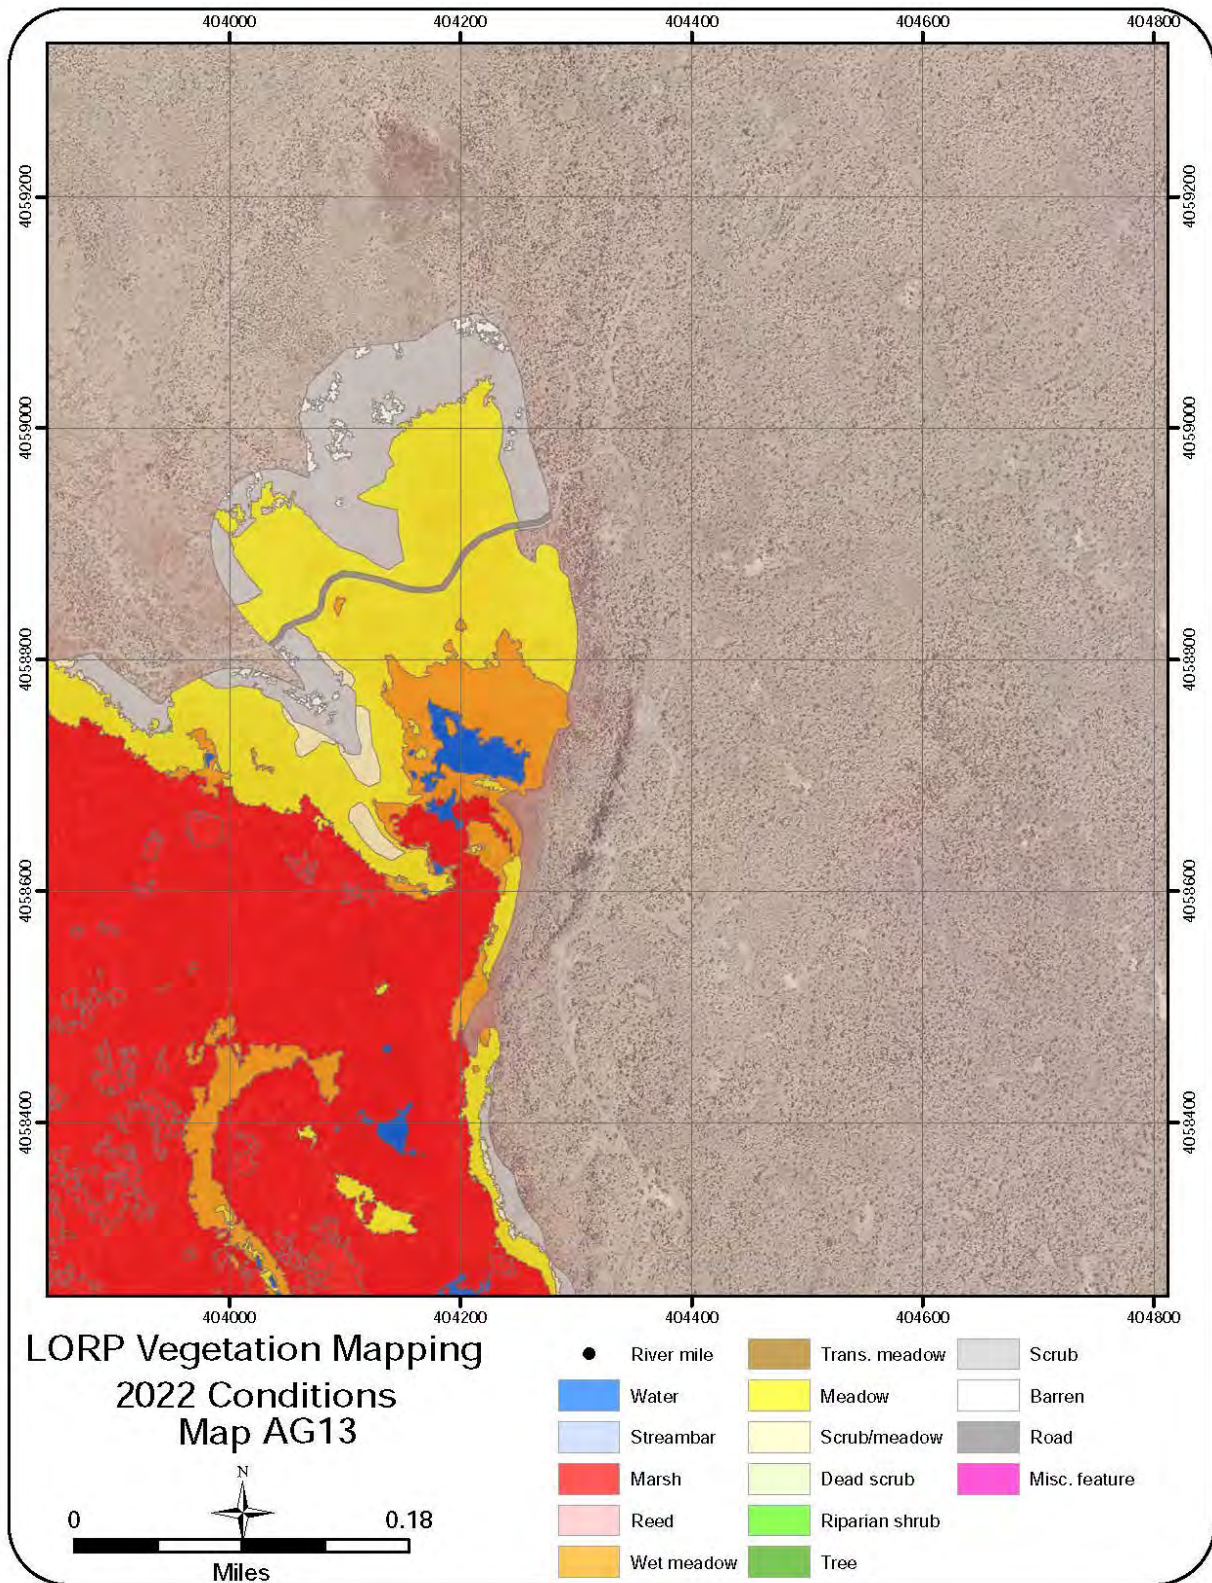 404000 404200 404400 404600 404800
4059200 4059200
4059000 4059000
4058800 4058800
4058600 4058600
4058400 4058400
404000 404200 404400 404600 404800
LORP Vegetation Mapping
2022 Conditions
Map AG13
N
0 0.18
Miles
River mile
Water
Streambar
Marsh
Reed
Wet meadow
Trans. meadow
Meadow
Scrub/meadow
Dead scrub
Riparian shrub
Tree
Scrub
Barren
Road
Misc. feature